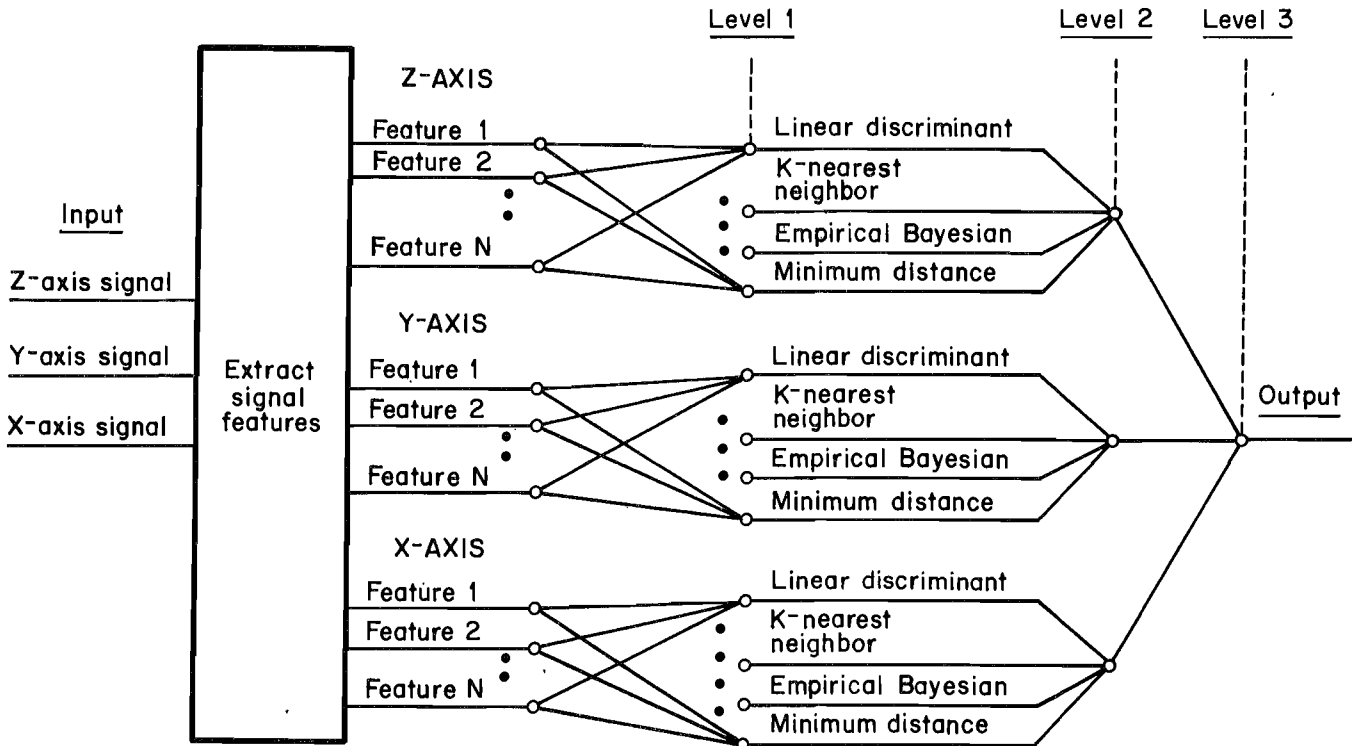 Level 1
Level 2
Level 3
Input
Z-axis signal
Y-axis signal
X-axis signal
Extract
signal
features
Z-AXIS
Feature 1
Feature 2
Feature N
Linear discriminant
K-nearest
neighbor
Empirical Bayesian
Minimum distance
Y-AXIS
Feature 1
Feature 2
Feature N
Linear discriminant
K-nearest
neighbor
Empirical Bayesian
Minimum distance
X-AXIS
Feature 1
Feature 2
Feature N
Linear discriminant
K-nearest
neighbor
Empirical Bayesian
Minimum distance
Output